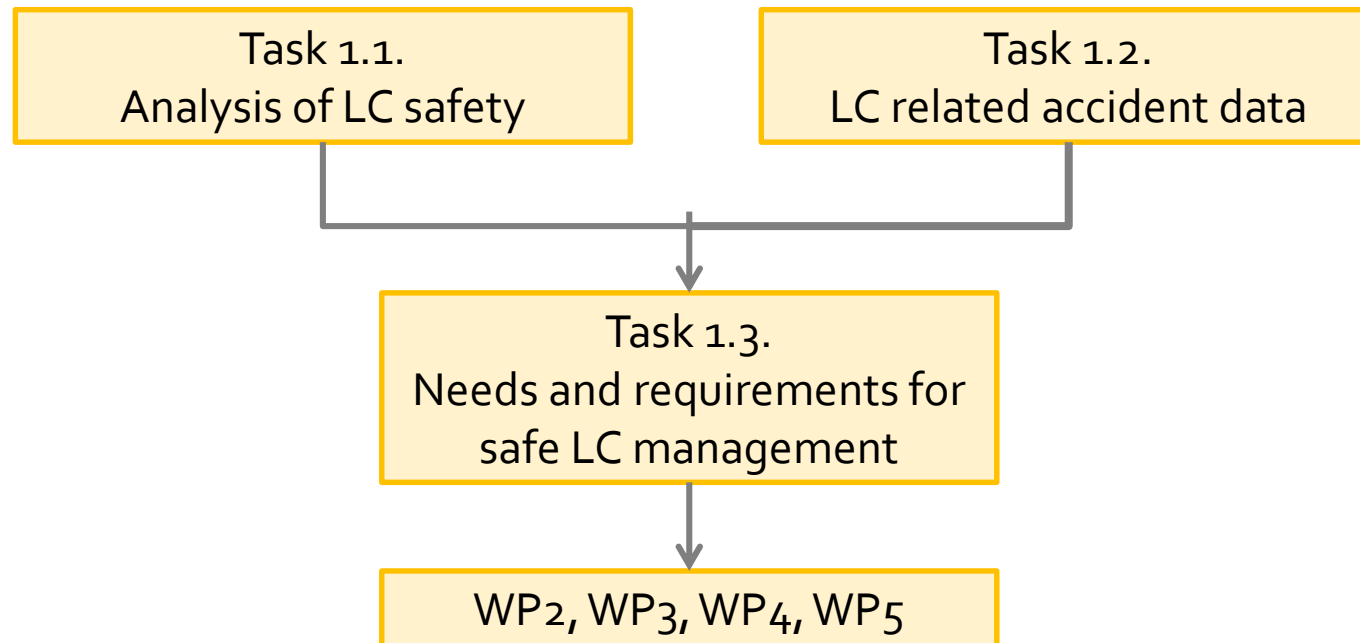 Task 1.1.
Analysis of LC safety
Task 1.2.
LC related accident data
Task 1.3.
Needs and requirements for
safe LC management
WP2, WP3, WP4, WP5